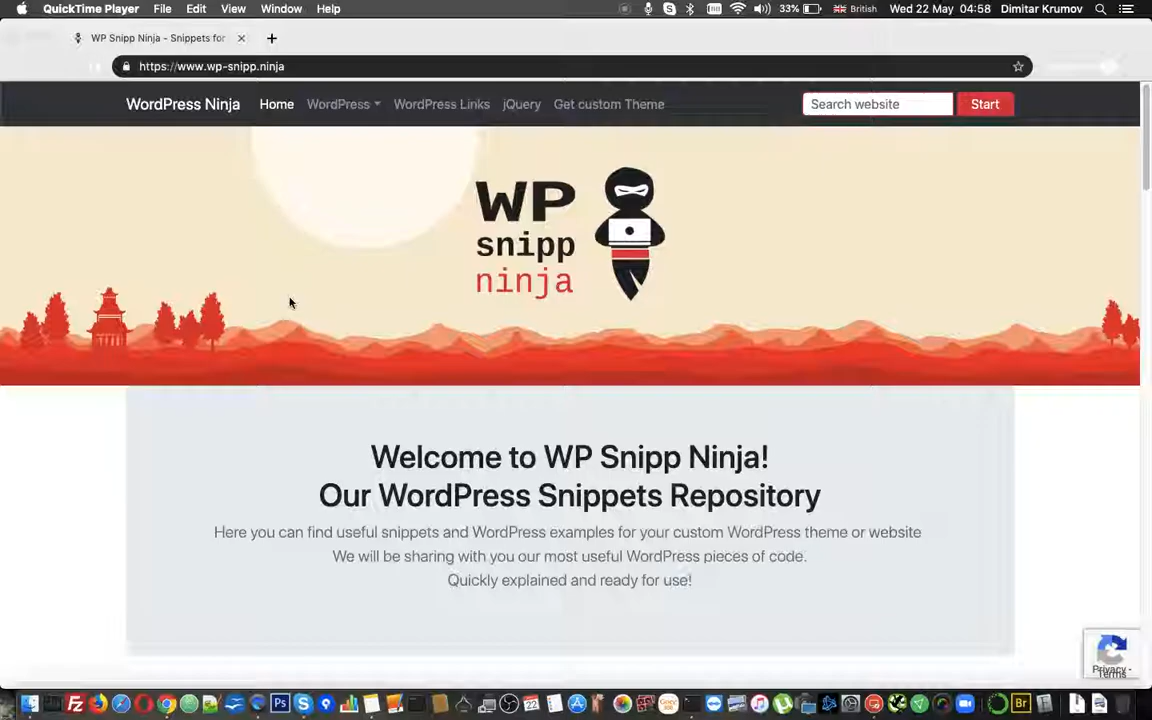 QuickTime Player File Edit View Window Help 33% British Wed 22 May 04:58 Dimitar Krumov
WP Snipp Ninja - Snippets for
https://www.wp-snipp.ninja
WordPress Ninja Home WordPress WordPress Links jQuery Get custom Theme Search website Start
WP
snipp
ninja
Welcome to WP Snipp Ninja!
Our WordPress Snippets Repository
Here you can find useful snippets and WordPress examples for your custom WordPress theme or website
We will be sharing with you our most useful WordPress pieces of code.
Quickly explained and ready for use!
Privacy -
Terms
Ps
22
Br